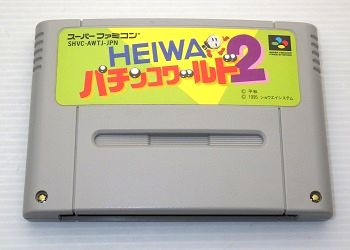 スーパーファミコン
SHVC-AWTJ-JPN
HEIWA
パチンコワールド2
© 平和
© 1995 ショウエイシステム